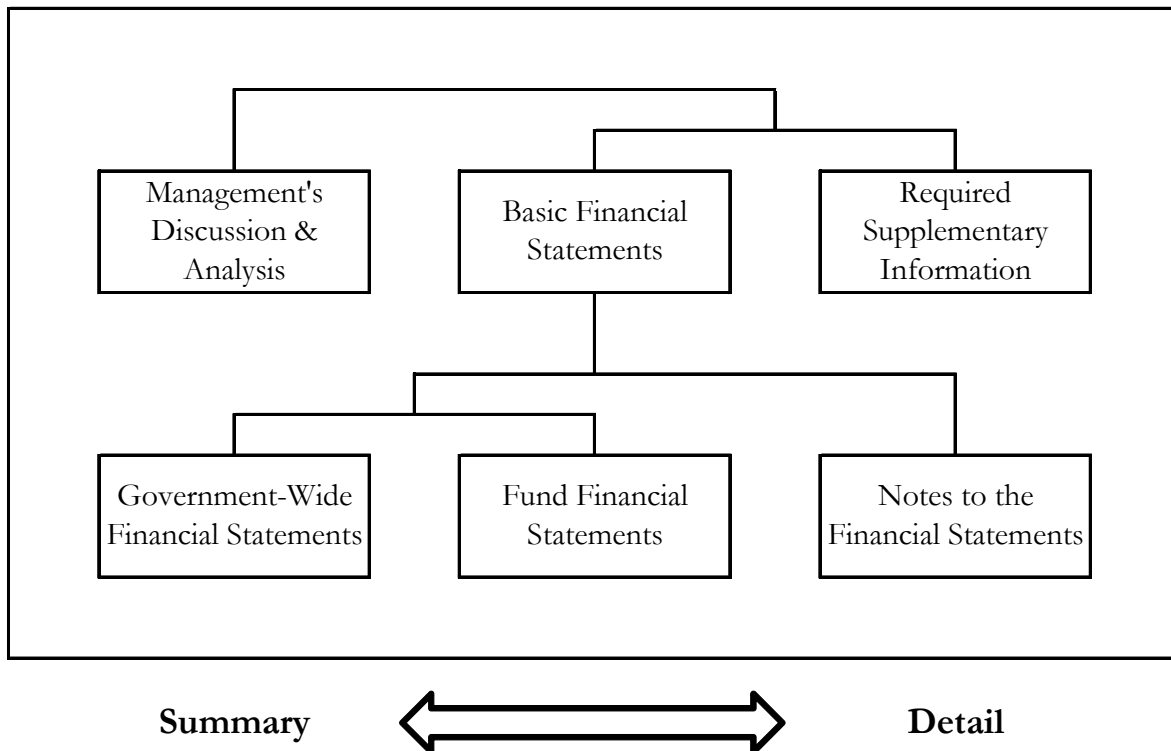 Management's
Discussion &
Analysis
Basic Financial
Statements
Required
Supplementary
Information
Government-Wide
Financial Statements
Fund Financial
Statements
Notes to the
Financial Statements
Summary
Detail